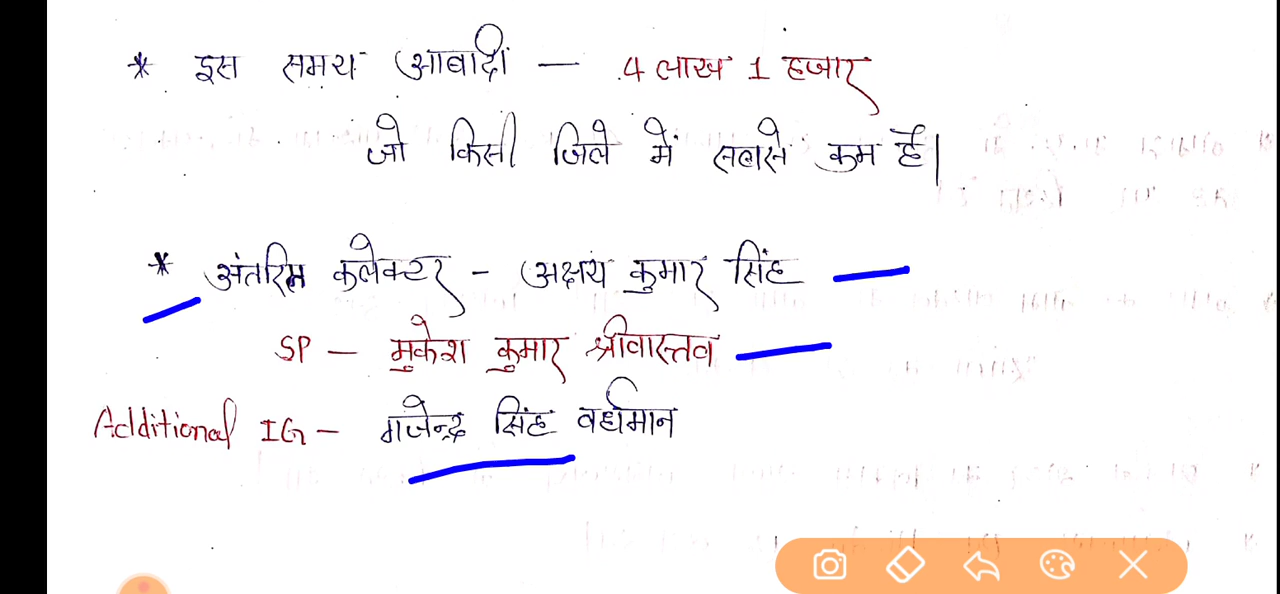 * इस समय आबादी — 4 लाख 1 हजार
जो किसी जिले में सबसे कम है।
* अंतरिम कलेक्टर - अक्षय कुमार सिंह
SP - मुकेश कुमार श्रीवास्तव
Additional IG - गजेन्द्र सिंह वर्धमान